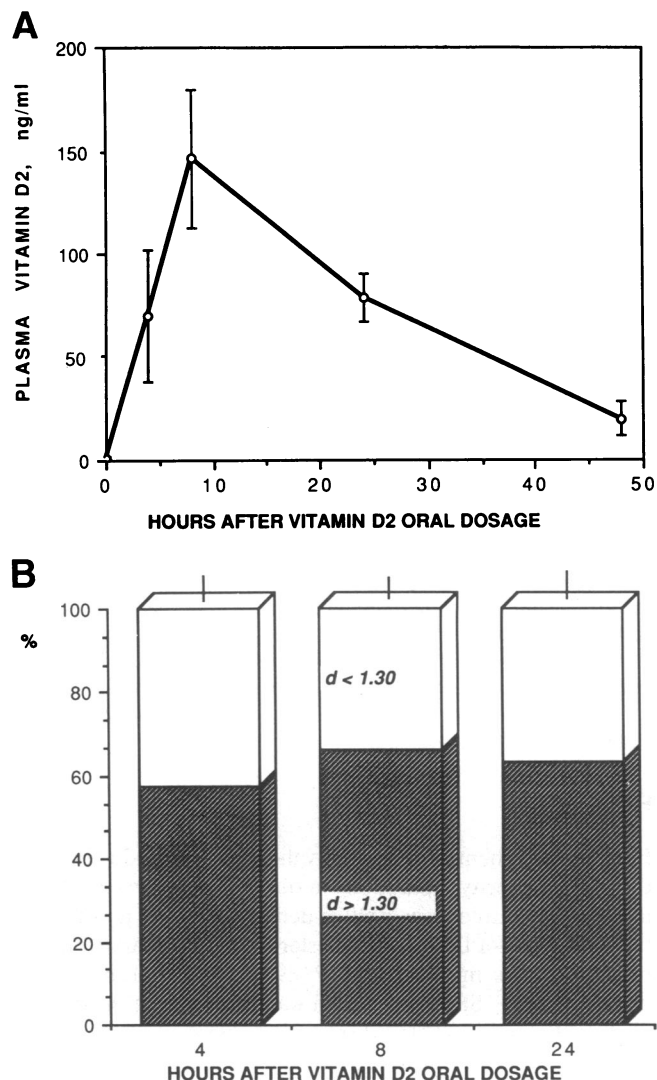 A
PLASMA VITAMIN D2, ng/ml
200
150
100
50
0
0 10 20 30 40 50
HOURS AFTER VITAMIN D2 ORAL DOSAGE
B
%
100
80
60
40
20
0
d < 1.30
d > 1.30
4 8 24
HOURS AFTER VITAMIN D2 ORAL DOSAGE